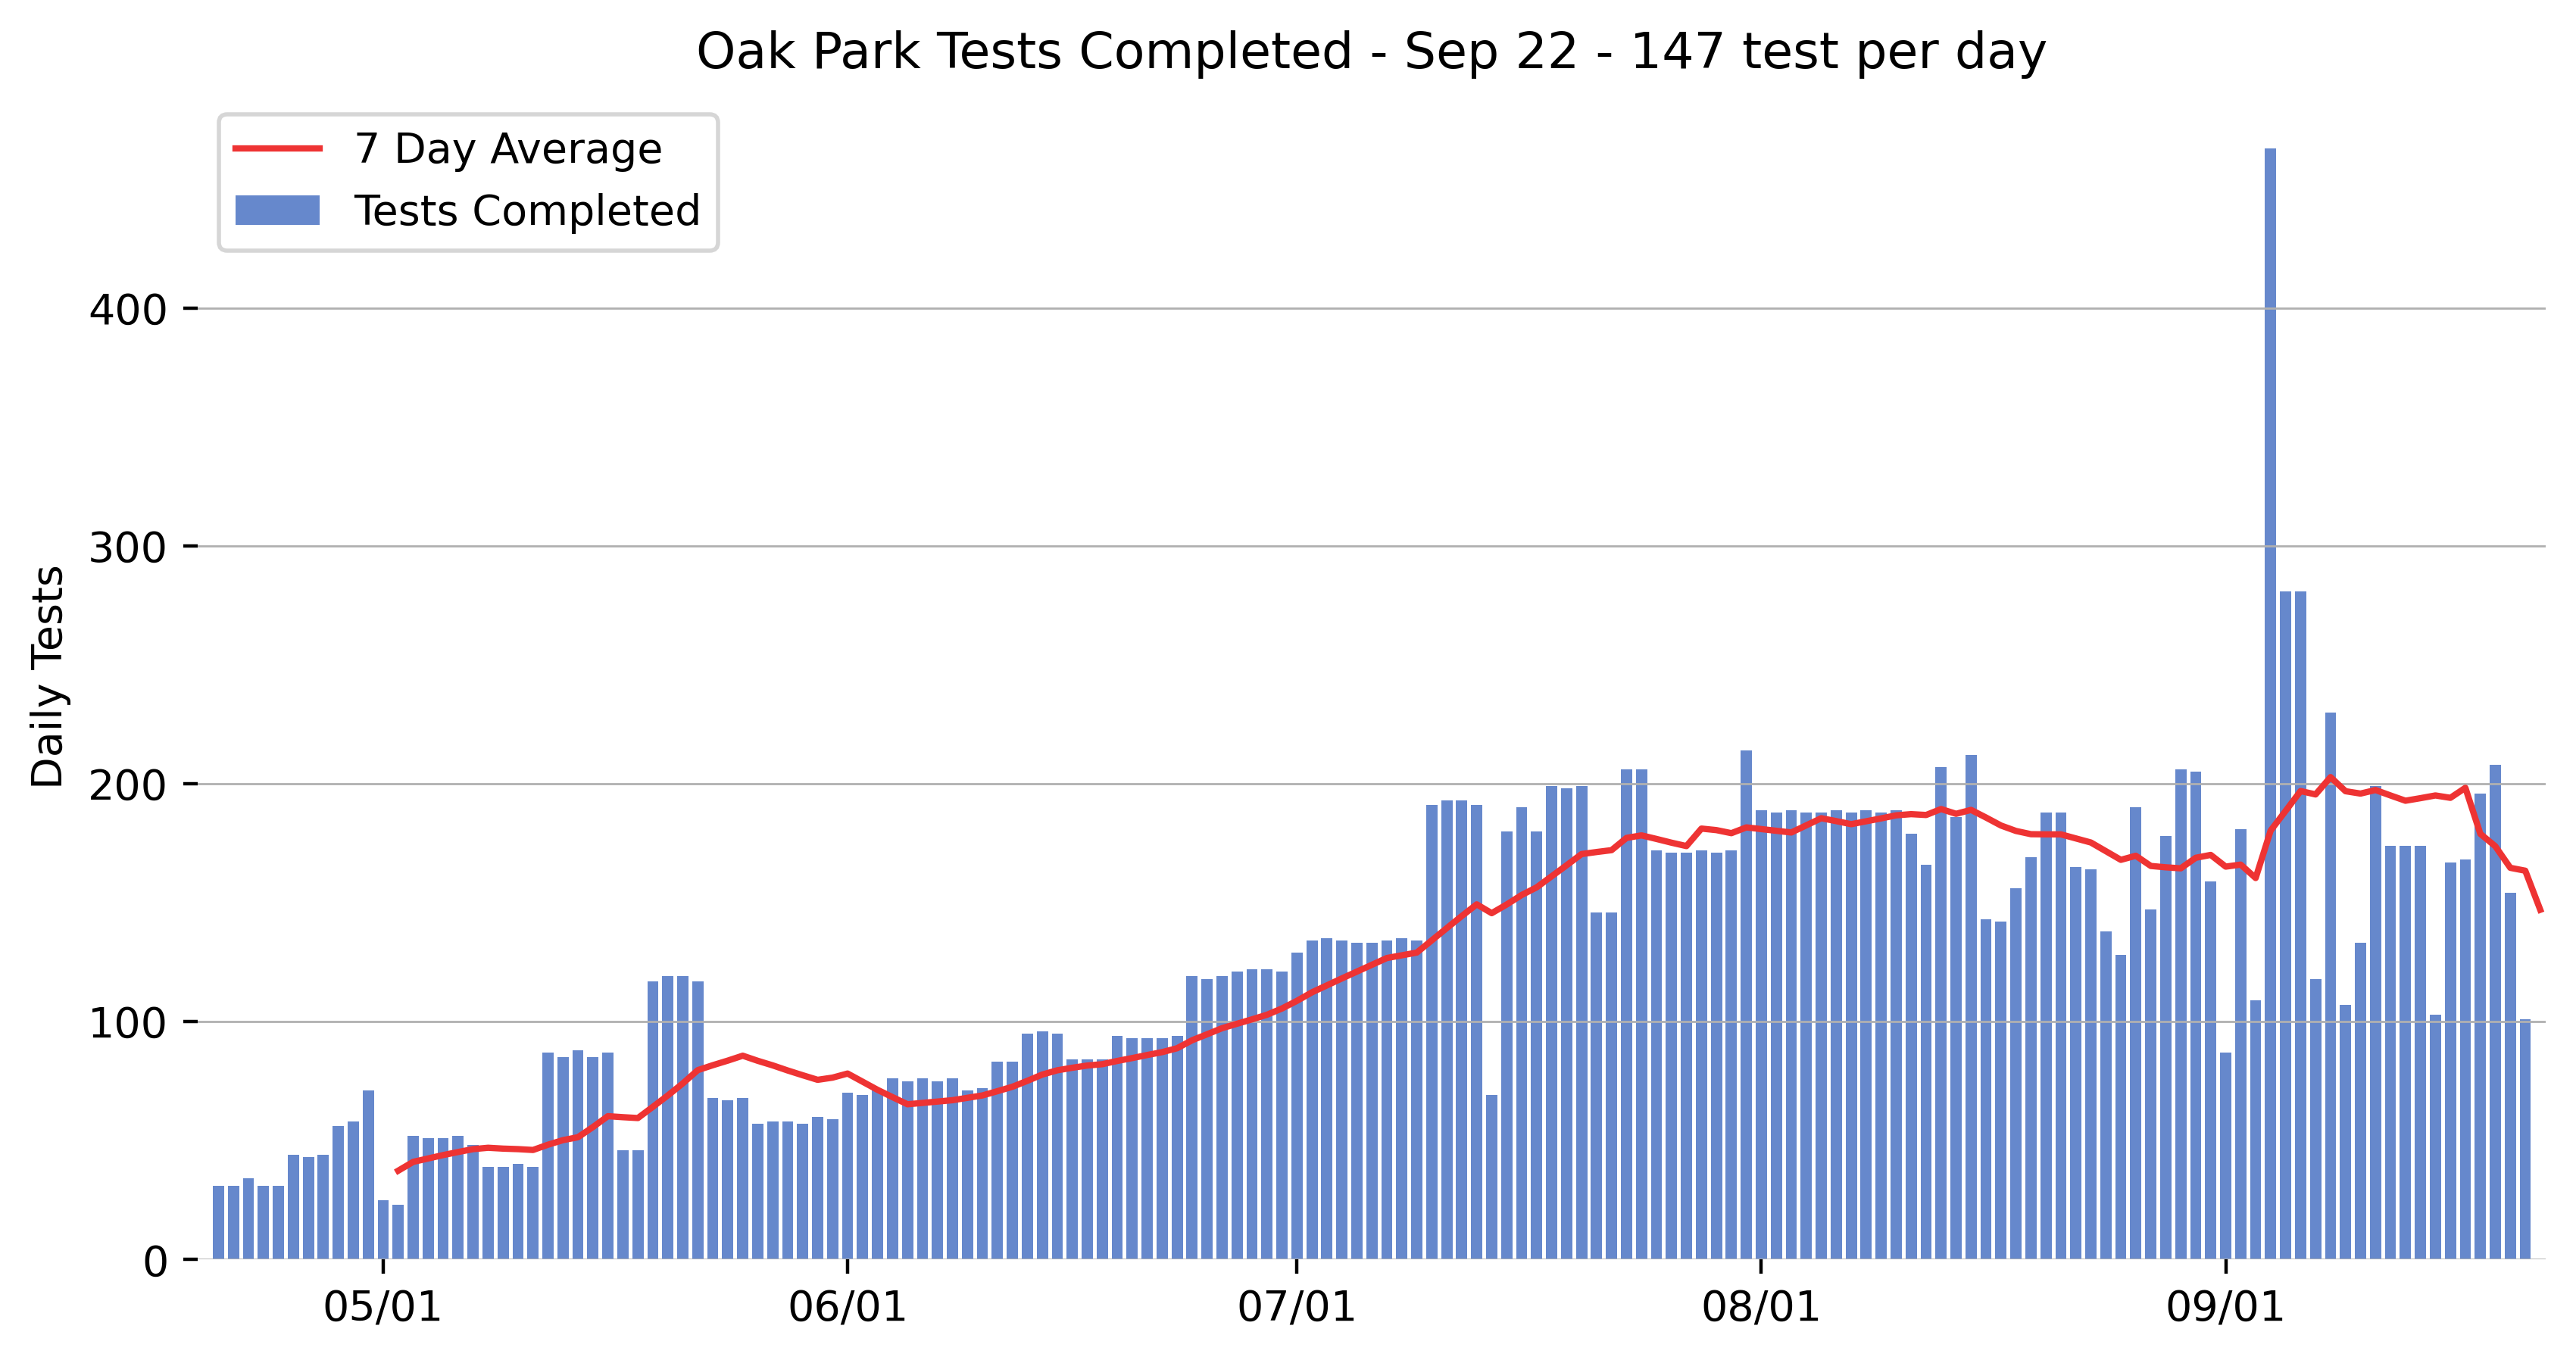 Oak Park Tests Completed - Sep 22 - 147 test per day
7 Day Average
Tests Completed
Daily Tests
400
300
200
100
0
05/01
06/01
07/01
08/01
09/01